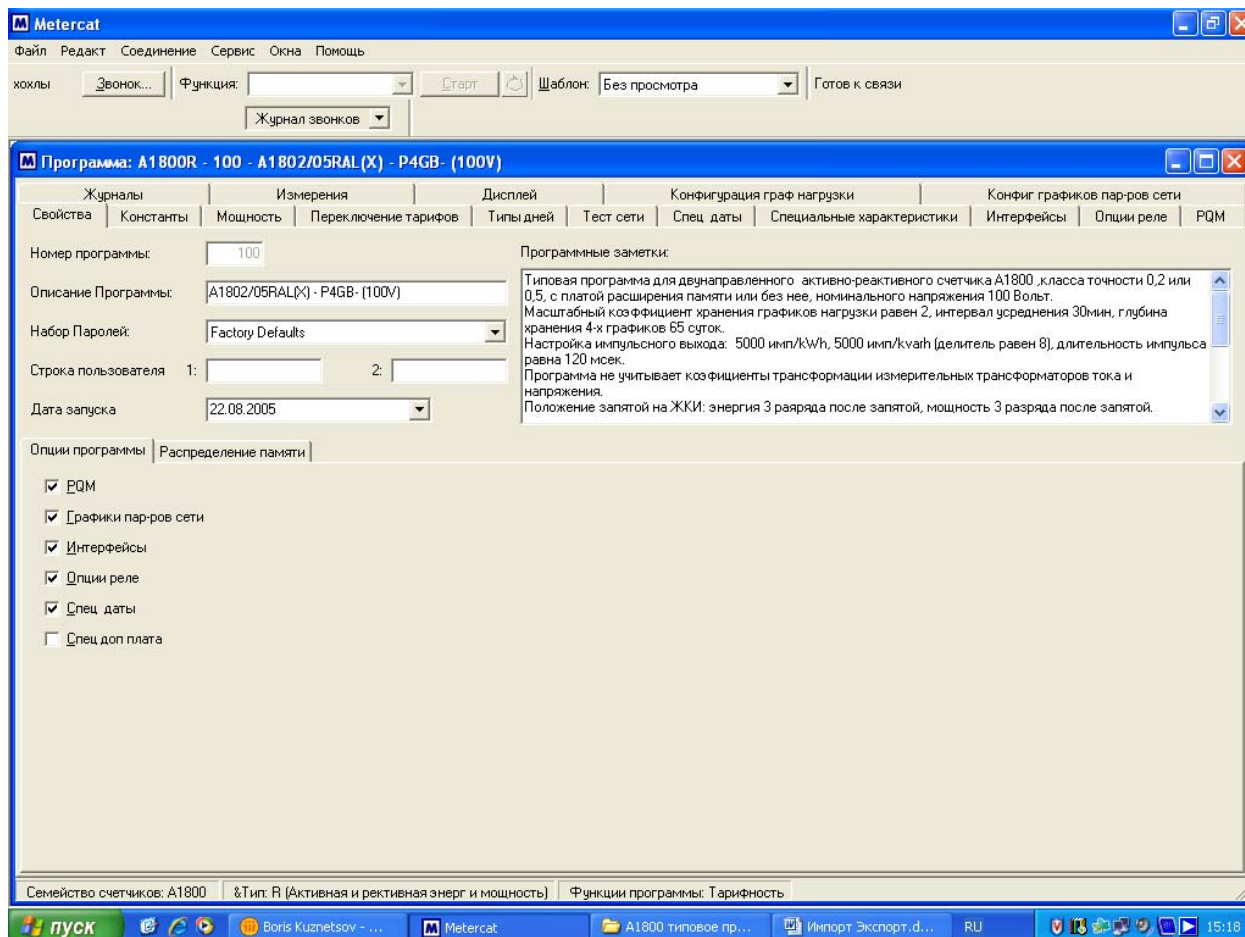 Metercat
Файл Редакт Соединение Сервис Окна Помощь
хохлы Звонок... Функция: Старт Шаблон: Без просмотра Готов к связи
Журнал звонков
Программа: A1800R - 100 - A1802/05RAL(X) - P4GB- (100V)
Журналы Измерения Дисплей Конфигурация граф нагрузки Конфиг графиков пар-ров сети
Свойства Константы Мощность Переключение тарифов Типы дней Тест сети Спец даты Специальные характеристики Интерфейсы Опции реле PQM
Номер программы: 100
Описание Программы: A1802/05RAL(X) - P4GB- (100V)
Набор Паролей: Factory Defaults
Строка пользователя 1: 2:
Дата запуска 22.08.2005
Программные заметки:
Типовая программа для двунаправленного активно-реактивного счетчика А1800 ,класса точности 0,2 или
0,5, с платой расширения памяти или без нее, номинального напряжения 100 Вольт.
Масштабный коэффициент хранения графиков нагрузки равен 2, интервал усреднения 30мин, глубина
хранения 4-х графиков 65 суток.
Настройка импульсного выхода: 5000 имп/kWh, 5000 имп/kvarh (делитель равен 8), длительность импульса
равна 120 мсек.
Программа не учитывает коэфициенты трансформации измерительных трансформаторов тока и
напряжения.
Положение запятой на ЖКИ: энергия 3 раяряда после запятой, мощность 3 разряда после запятой.
Опции программы Распределение памяти
PQM
Графики пар-ров сети
Интерфейсы
Опции реле
Спец даты
Спец доп плата
Семейство счетчиков: A1800 &Тип: R (Активная и рективная энерг и мощность) Функции программы: Тарифность
пуск Boris Kuznetsov - ... Metercat A1800 типовое пр... Импорт Экспорт.d... RU 15:18